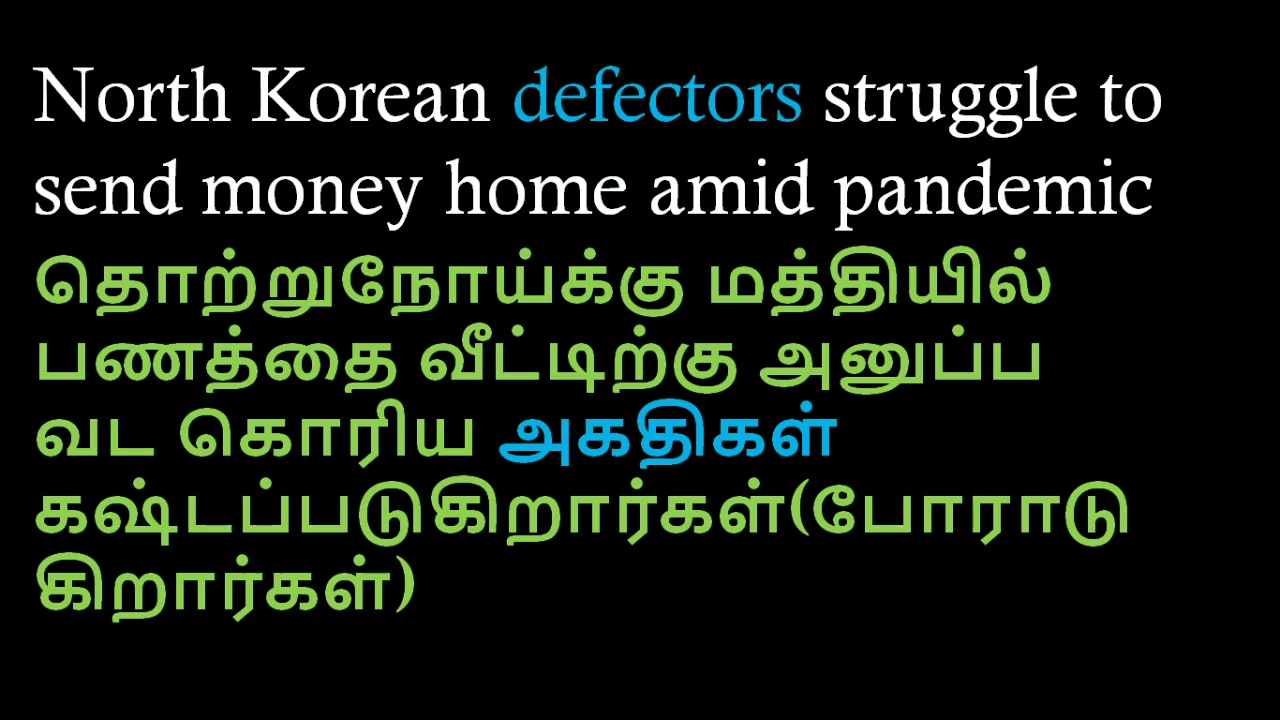 North Korean defectors struggle to
send money home amid pandemic
தொற்றுநோய்க்கு மத்தியில்
பணத்தை வீட்டிற்கு அனுப்ப
வட கொரிய அகதிகள்
கஷ்டப்படுகிறார்கள்(போராடு
கிறார்கள்)